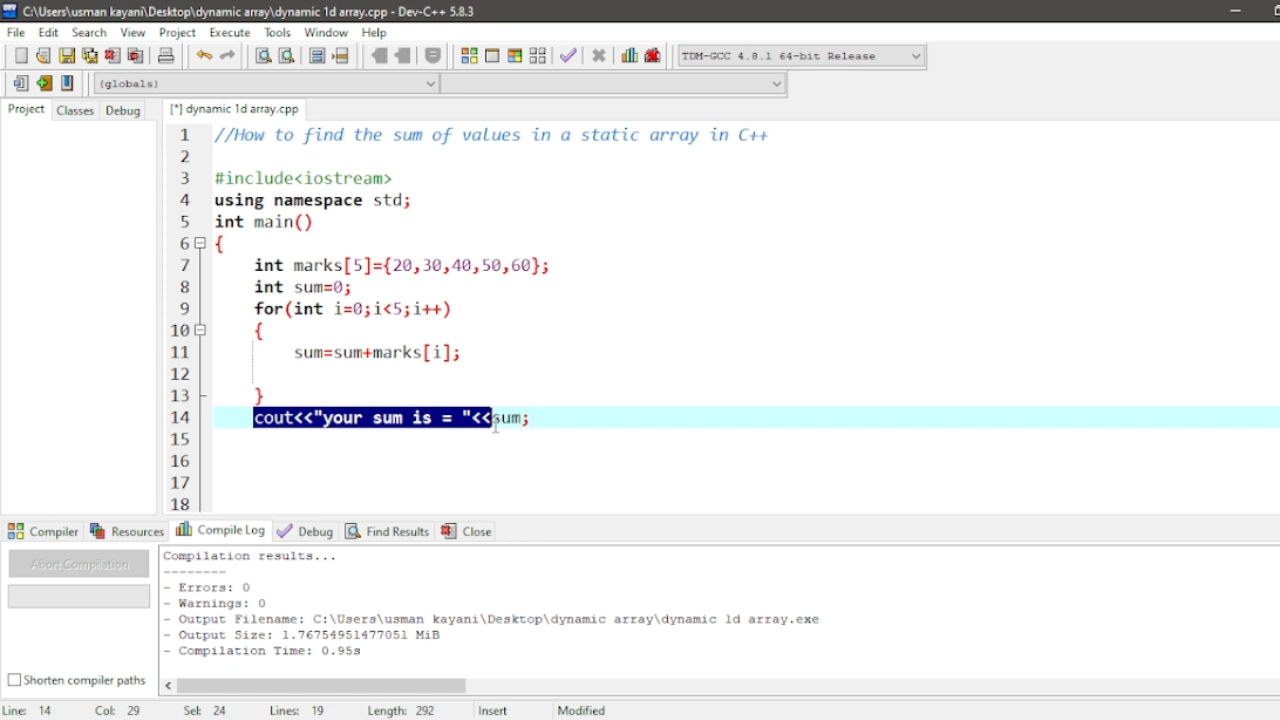 C:\Users\usman kayani\Desktop\dynamic array\dynamic 1d array.cpp - Dev-C++ 5.8.3
File Edit Search View Project Execute Tools Window Help
TDM-GCC 4.8.1 64-bit Release
(globals)
Project Classes Debug [*] dynamic 1d array.cpp
1 //How to find the sum of values in a static array in C++
2
3 #include<iostream>
4 using namespace std;
5 int main()
6 {
7 int marks[5]={20,30,40,50,60};
8 int sum=0;
9 for(int i=0;i<5;i++)
10 {
11 sum=sum+marks[i];
12
13 }
14 cout<<"your sum is = "<<sum;
15
16
17
18
Compiler Resources Compile Log Debug Find Results Close
Abort Compilation
Compilation results...
--------
- Errors: 0
- Warnings: 0
- Output Filename: C:\Users\usman kayani\Desktop\dynamic array\dynamic 1d array.exe
- Output Size: 1.76754951477051 MiB
- Compilation Time: 0.95s
Shorten compiler paths
Line: 14 Col: 29 Sel: 24 Lines: 19 Length: 292 Insert Modified